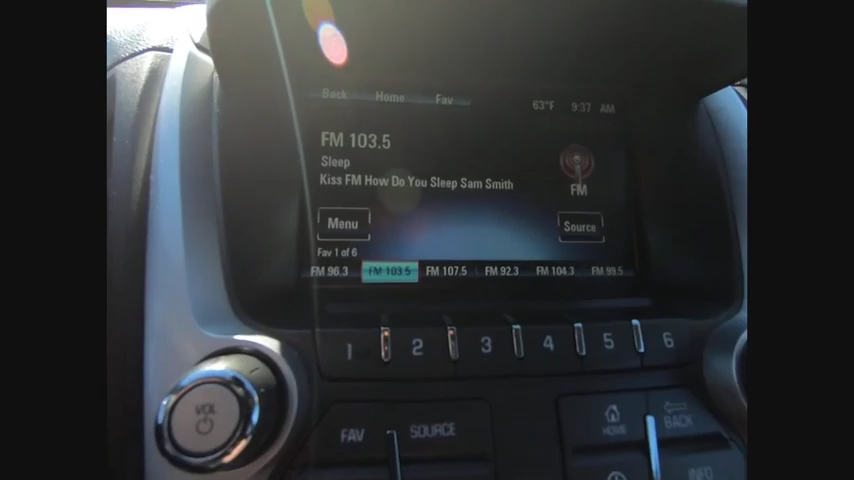 Back Home Fav 63°F 9:37 AM
FM 103.5
Sleep
Kiss FM How Do You Sleep Sam Smith
FM
Menu
Source
Fav 1 of 6
FM 96.3 FM 103.5 FM 107.5 FM 92.3 FM 104.3 FM 99.5
1 2 3 4 5 6
VOL
FAV SOURCE
HOME BACK
INFO